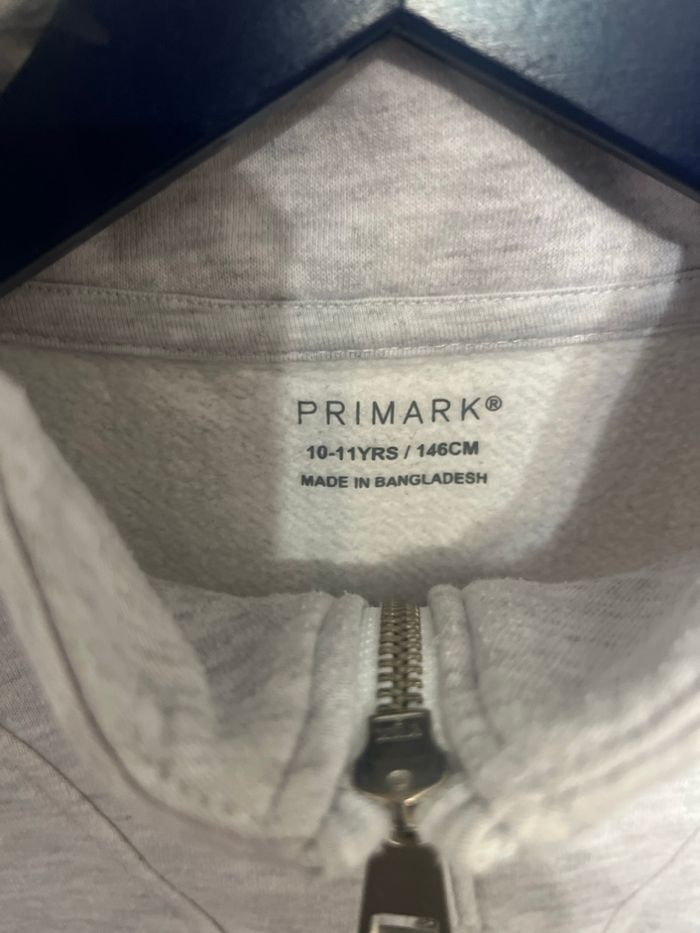 PRIMARK®
10-11YRS / 146CM
MADE IN BANGLADESH